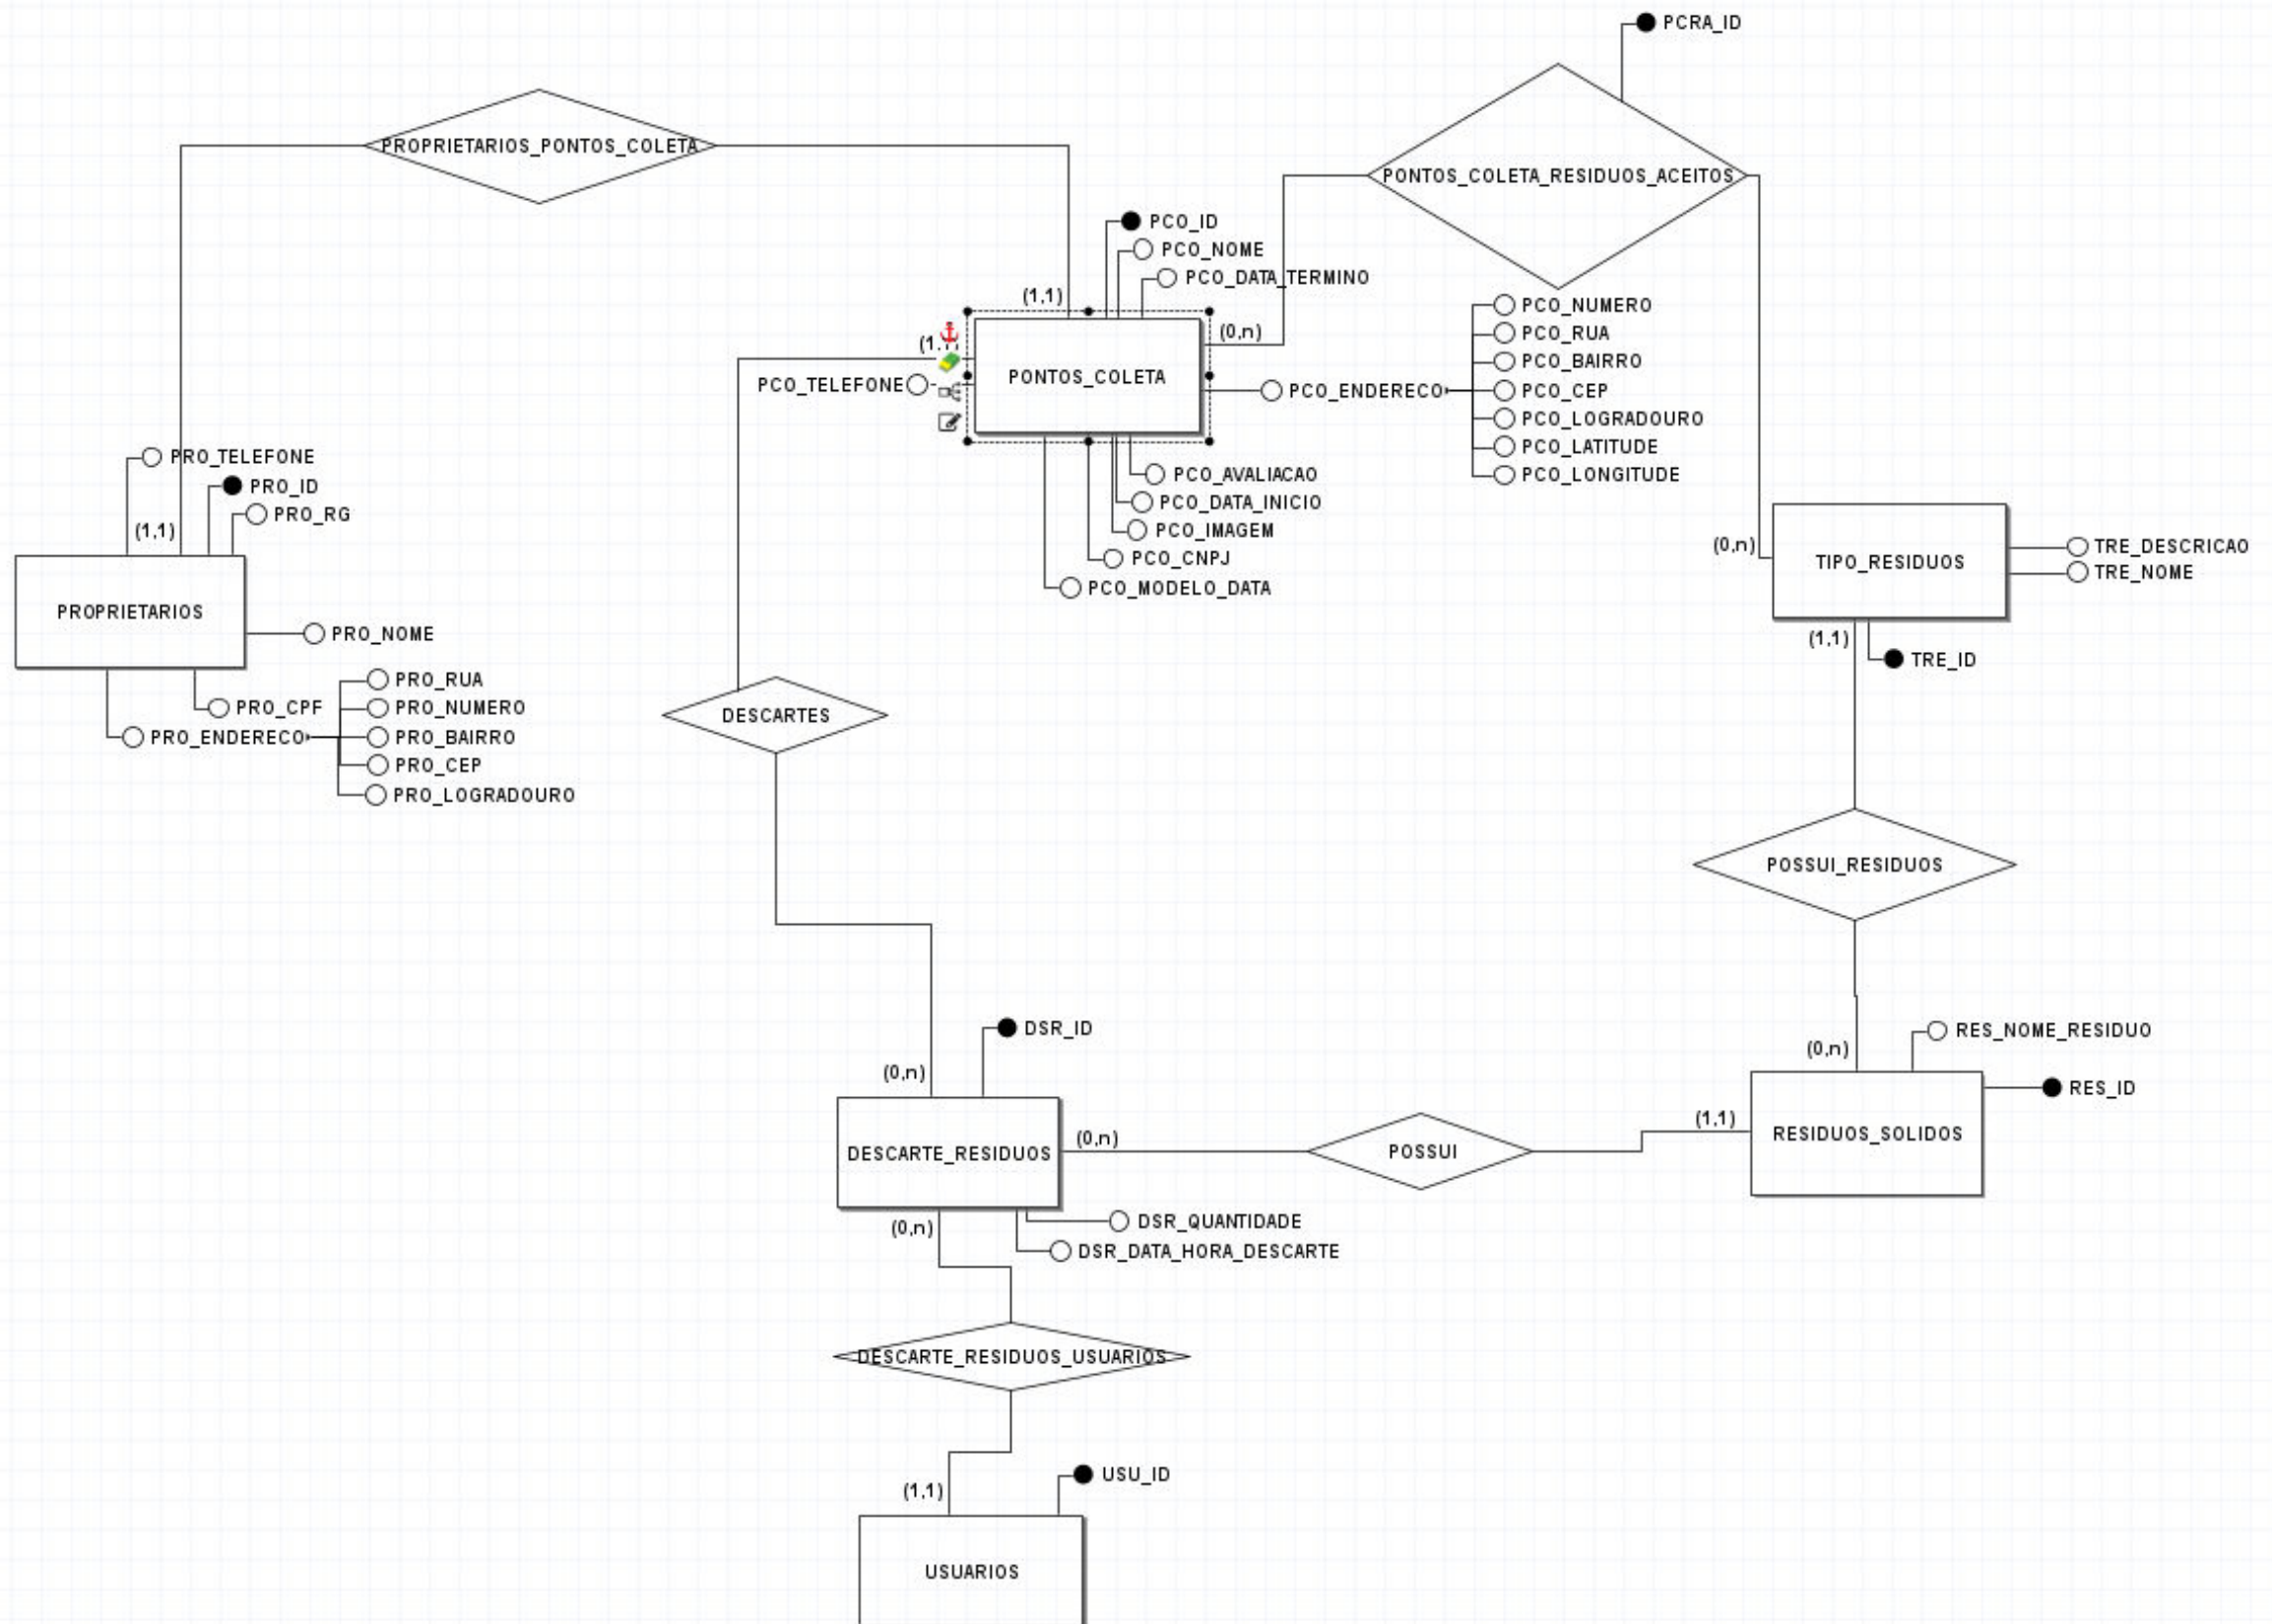 PCRA_ID
PROPRIETARIOS_PONTOS_COLETA
PONTOS_COLETA_RESIDUOS_ACEITOS
PCO_ID
PCO_NOME
PCO_DATA_TERMINO
(1,1)
(0,n)
PCO_TELEFONE
PONTOS_COLETA
PCO_ENDERECO
PCO_NUMERO
PCO_RUA
PCO_BAIRRO
PCO_CEP
PCO_LOGRADOURO
PCO_LATITUDE
PCO_LONGITUDE
PCO_AVALIACAO
PCO_DATA_INICIO
PCO_IMAGEM
PCO_CNPJ
PCO_MODELO_DATA
PRO_TELEFONE
PRO_ID
PRO_RG
(1,1)
PROPRIETARIOS
PRO_NOME
PRO_CPF
PRO_ENDERECO
PRO_RUA
PRO_NUMERO
PRO_BAIRRO
PRO_CEP
PRO_LOGRADOURO
(0,n)
TIPO_RESIDUOS
TRE_DESCRICAO
TRE_NOME
(1,1)
TRE_ID
DESCARTES
POSSUI_RESIDUOS
DSR_ID
(0,n)
(0,n)
RES_NOME_RESIDUO
RES_ID
DESCARTE_RESIDUOS
(0,n)
POSSUI
(1,1)
RESIDUOS_SOLIDOS
(0,n)
DSR_QUANTIDADE
DSR_DATA_HORA_DESCARTE
DESCARTE_RESIDUOS_USUARIOS
(1,1)
USU_ID
USUARIOS